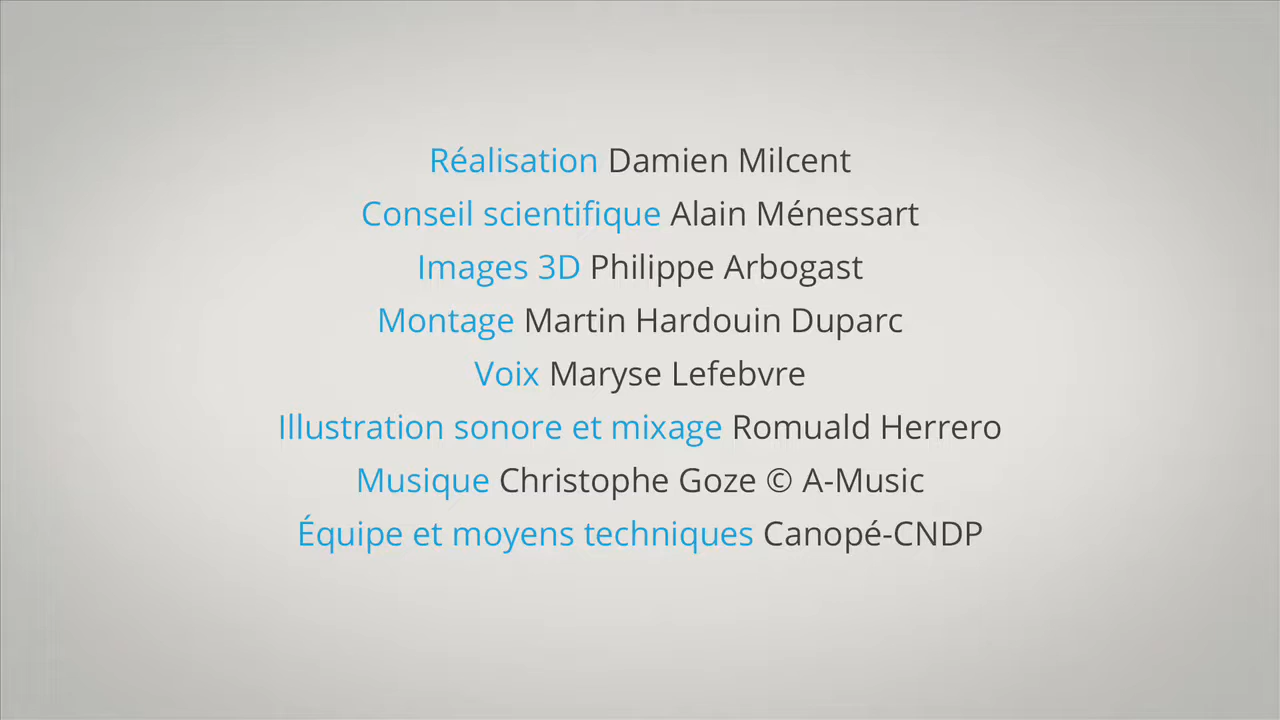 Réalisation Damien Milcent
Conseil scientifique Alain Ménessart
Images 3D Philippe Arbogast
Montage Martin Hardouin Duparc
Voix Maryse Lefebvre
Illustration sonore et mixage Romuald Herrero
Musique Christophe Goze © A-Music
Équipe et moyens techniques Canopé-CNDP